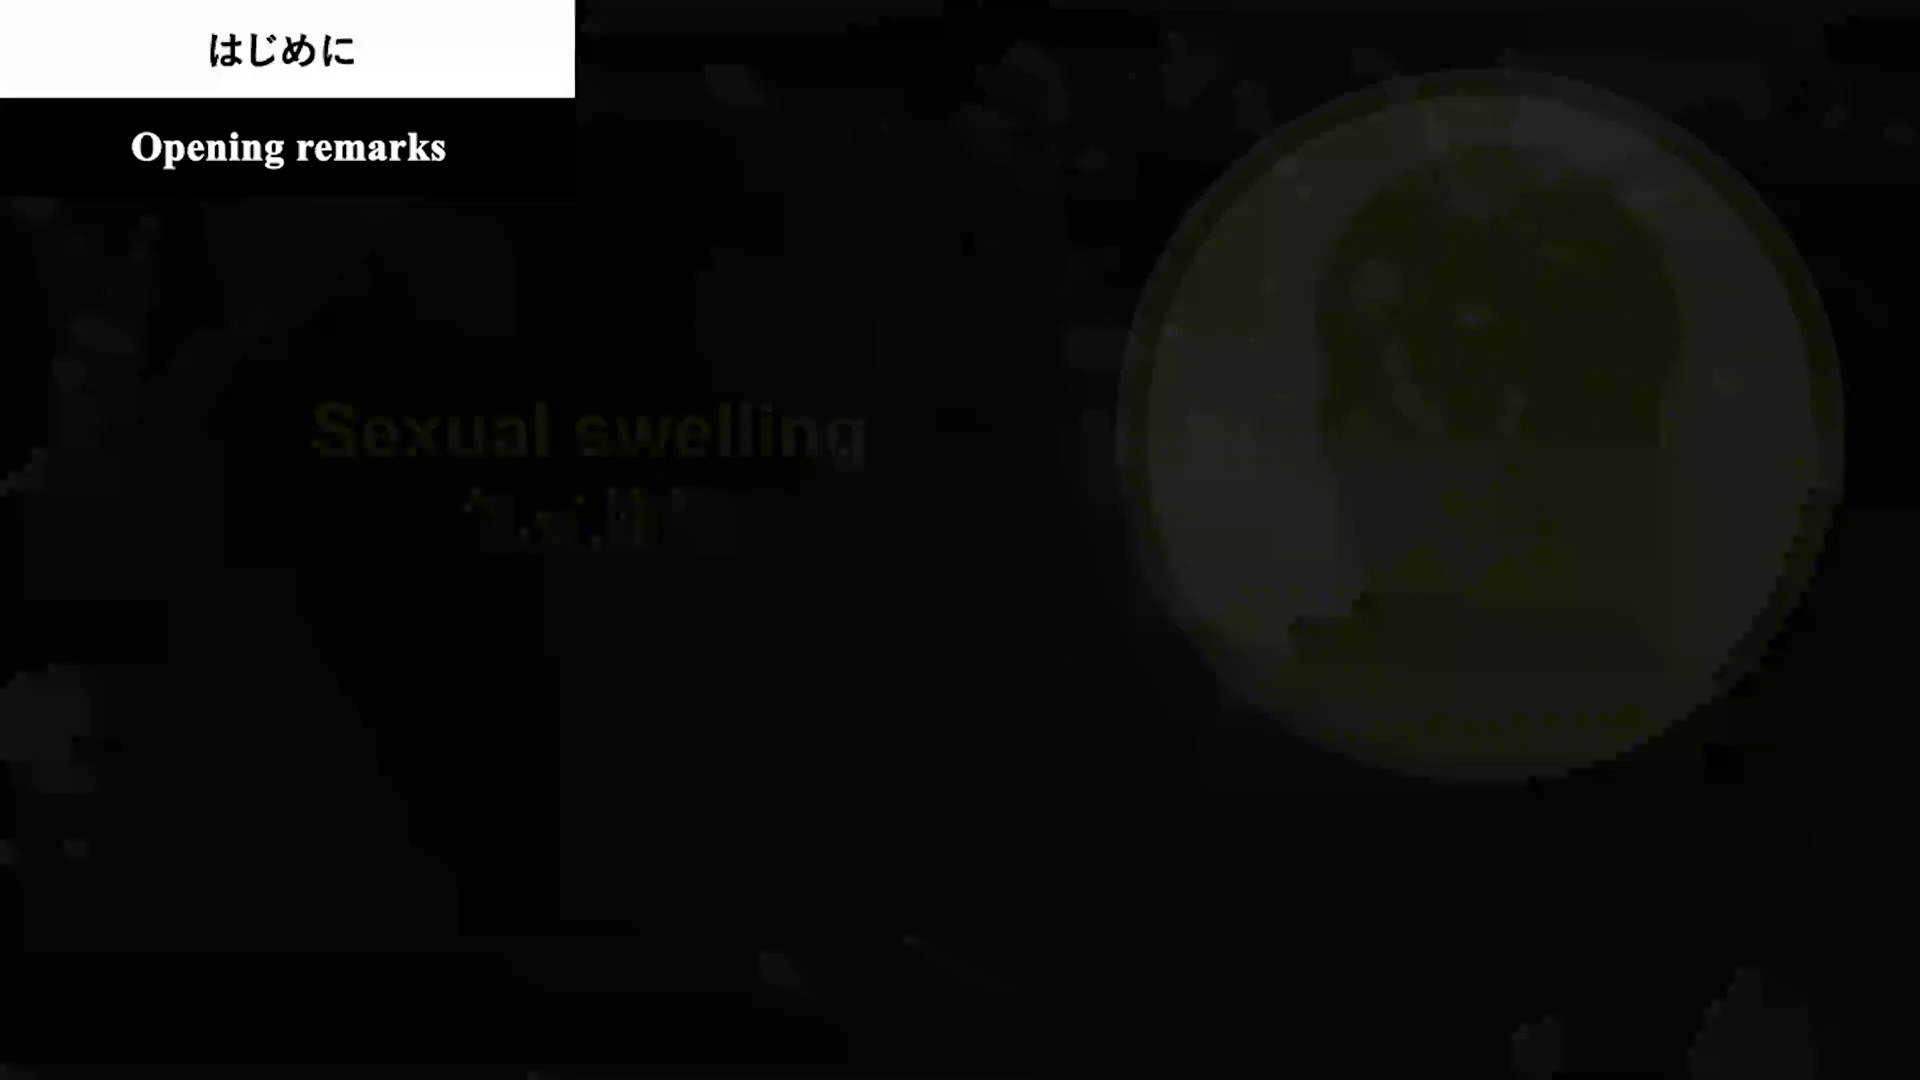 はじめに
Opening remarks
Sexual swelling